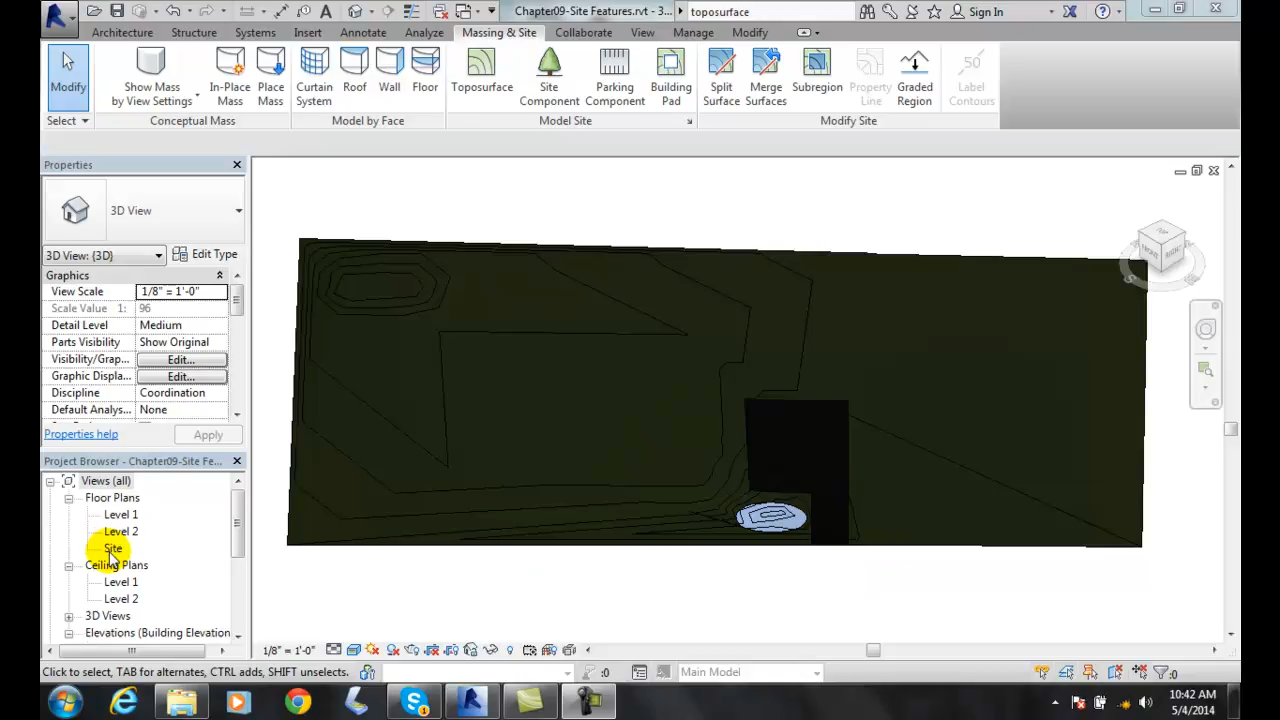 Chapter09-Site Features.rvt - 3... toposurface Sign In
Architecture Structure Systems Insert Annotate Analyze Massing & Site Collaborate View Manage Modify
Modify
Show Mass
by View Settings
In-Place
Mass
Place
Mass
Curtain
System
Roof
Wall
Floor
Toposurface
Site
Component
Parking
Component
Building
Pad
Split
Surface
Merge
Surfaces
Subregion
Property
Line
Graded
Region
50
Label
Contours
Select Conceptual Mass Model by Face Model Site Modify Site
Properties
3D View
3D View: {3D} Edit Type
Graphics
View Scale 1/8" = 1'-0"
Scale Value 1: 96
Detail Level Medium
Parts Visibility Show Original
Visibility/Grap... Edit...
Graphic Displa... Edit...
Discipline Coordination
Default Analys... None
Properties help Apply
Project Browser - Chapter09-Site Fe...
Views (all)
Floor Plans
Level 1
Level 2
Site
Ceiling Plans
Level 1
Level 2
3D Views
Elevations (Building Elevation
TOP
FRONT
RIGHT
1/8" = 1'-0"
Click to select, TAB for alternates, CTRL adds, SHIFT unselects. :0 Main Model :0
10:42 AM
5/4/2014